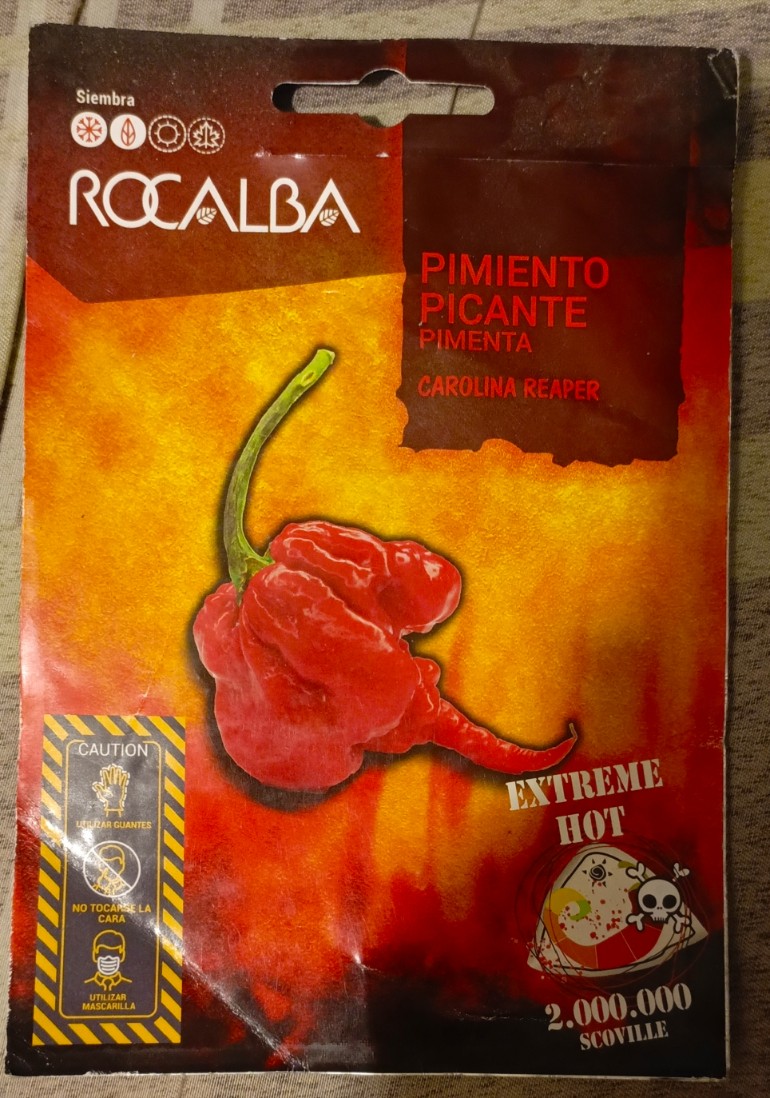 Siembra
ROCALBA
PIMIENTO
PICANTE
PIMENTA
CAROLINA REAPER
CAUTION
UTILIZAR GUANTES
NO TOCARSE LA
CARA
UTILIZAR
MASCARILLA
EXTREME
HOT
2.000.000
SCOVILLE